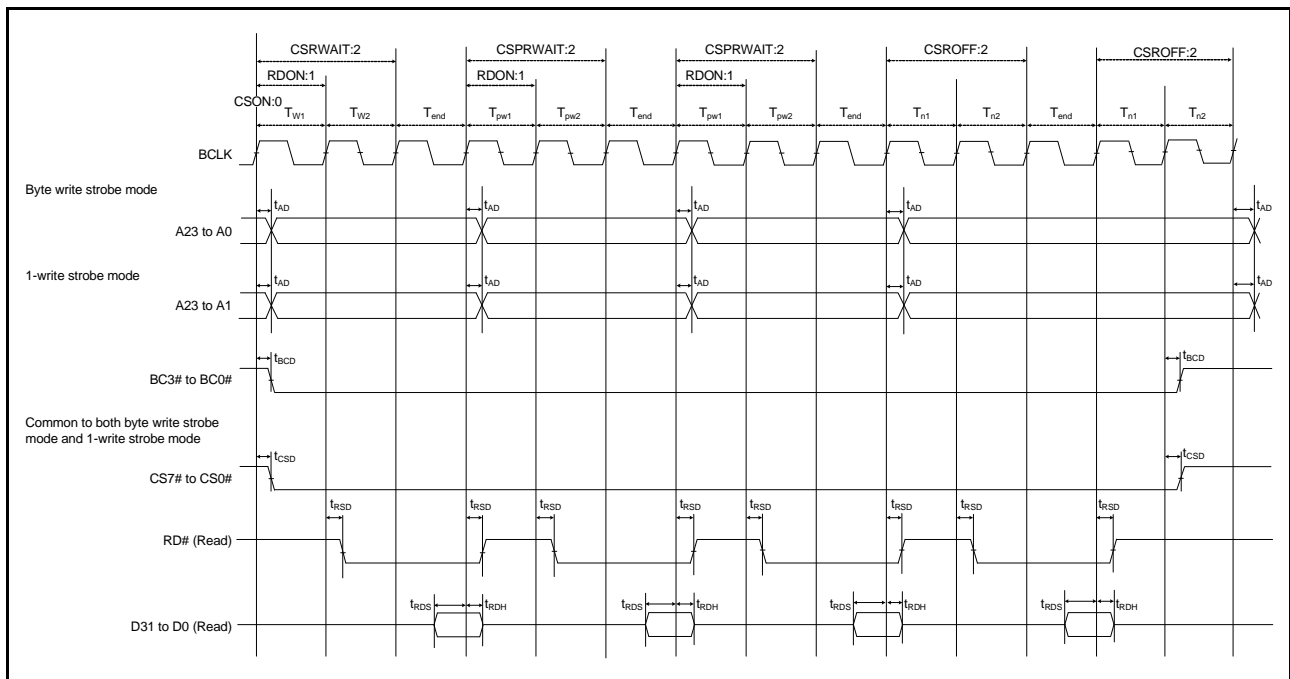 CSRWAIT:2 CSPRWAIT:2 CSPRWAIT:2 CSROFF:2 CSROFF:2
RDON:1 RDON:1 RDON:1
CSON:0
TW1 TW2 Tend Tpw1 Tpw2 Tend Tpw1 Tpw2 Tend Tn1 Tn2 Tend Tn1 Tn2
BCLK
Byte write strobe mode
tAD tAD tAD tAD tAD
A23 to A0
1-write strobe mode
tAD tAD tAD tAD tAD
A23 to A1
tBCD tBCD
BC3# to BC0#
Common to both byte write strobe
mode and 1-write strobe mode
tCSD tCSD
CS7# to CS0#
tRSD tRSD tRSD tRSD tRSD tRSD tRSD tRSD
RD# (Read)
tRDS tRDH tRDS tRDH tRDS tRDH tRDS tRDH
D31 to D0 (Read)